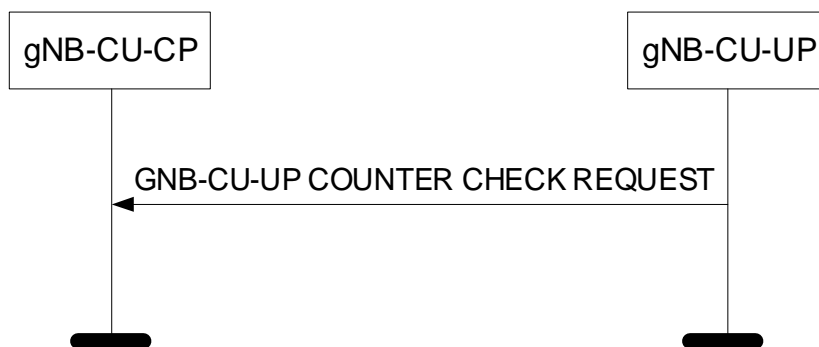 gNB-CU-CP
gNB-CU-UP
GNB-CU-UP COUNTER CHECK REQUEST